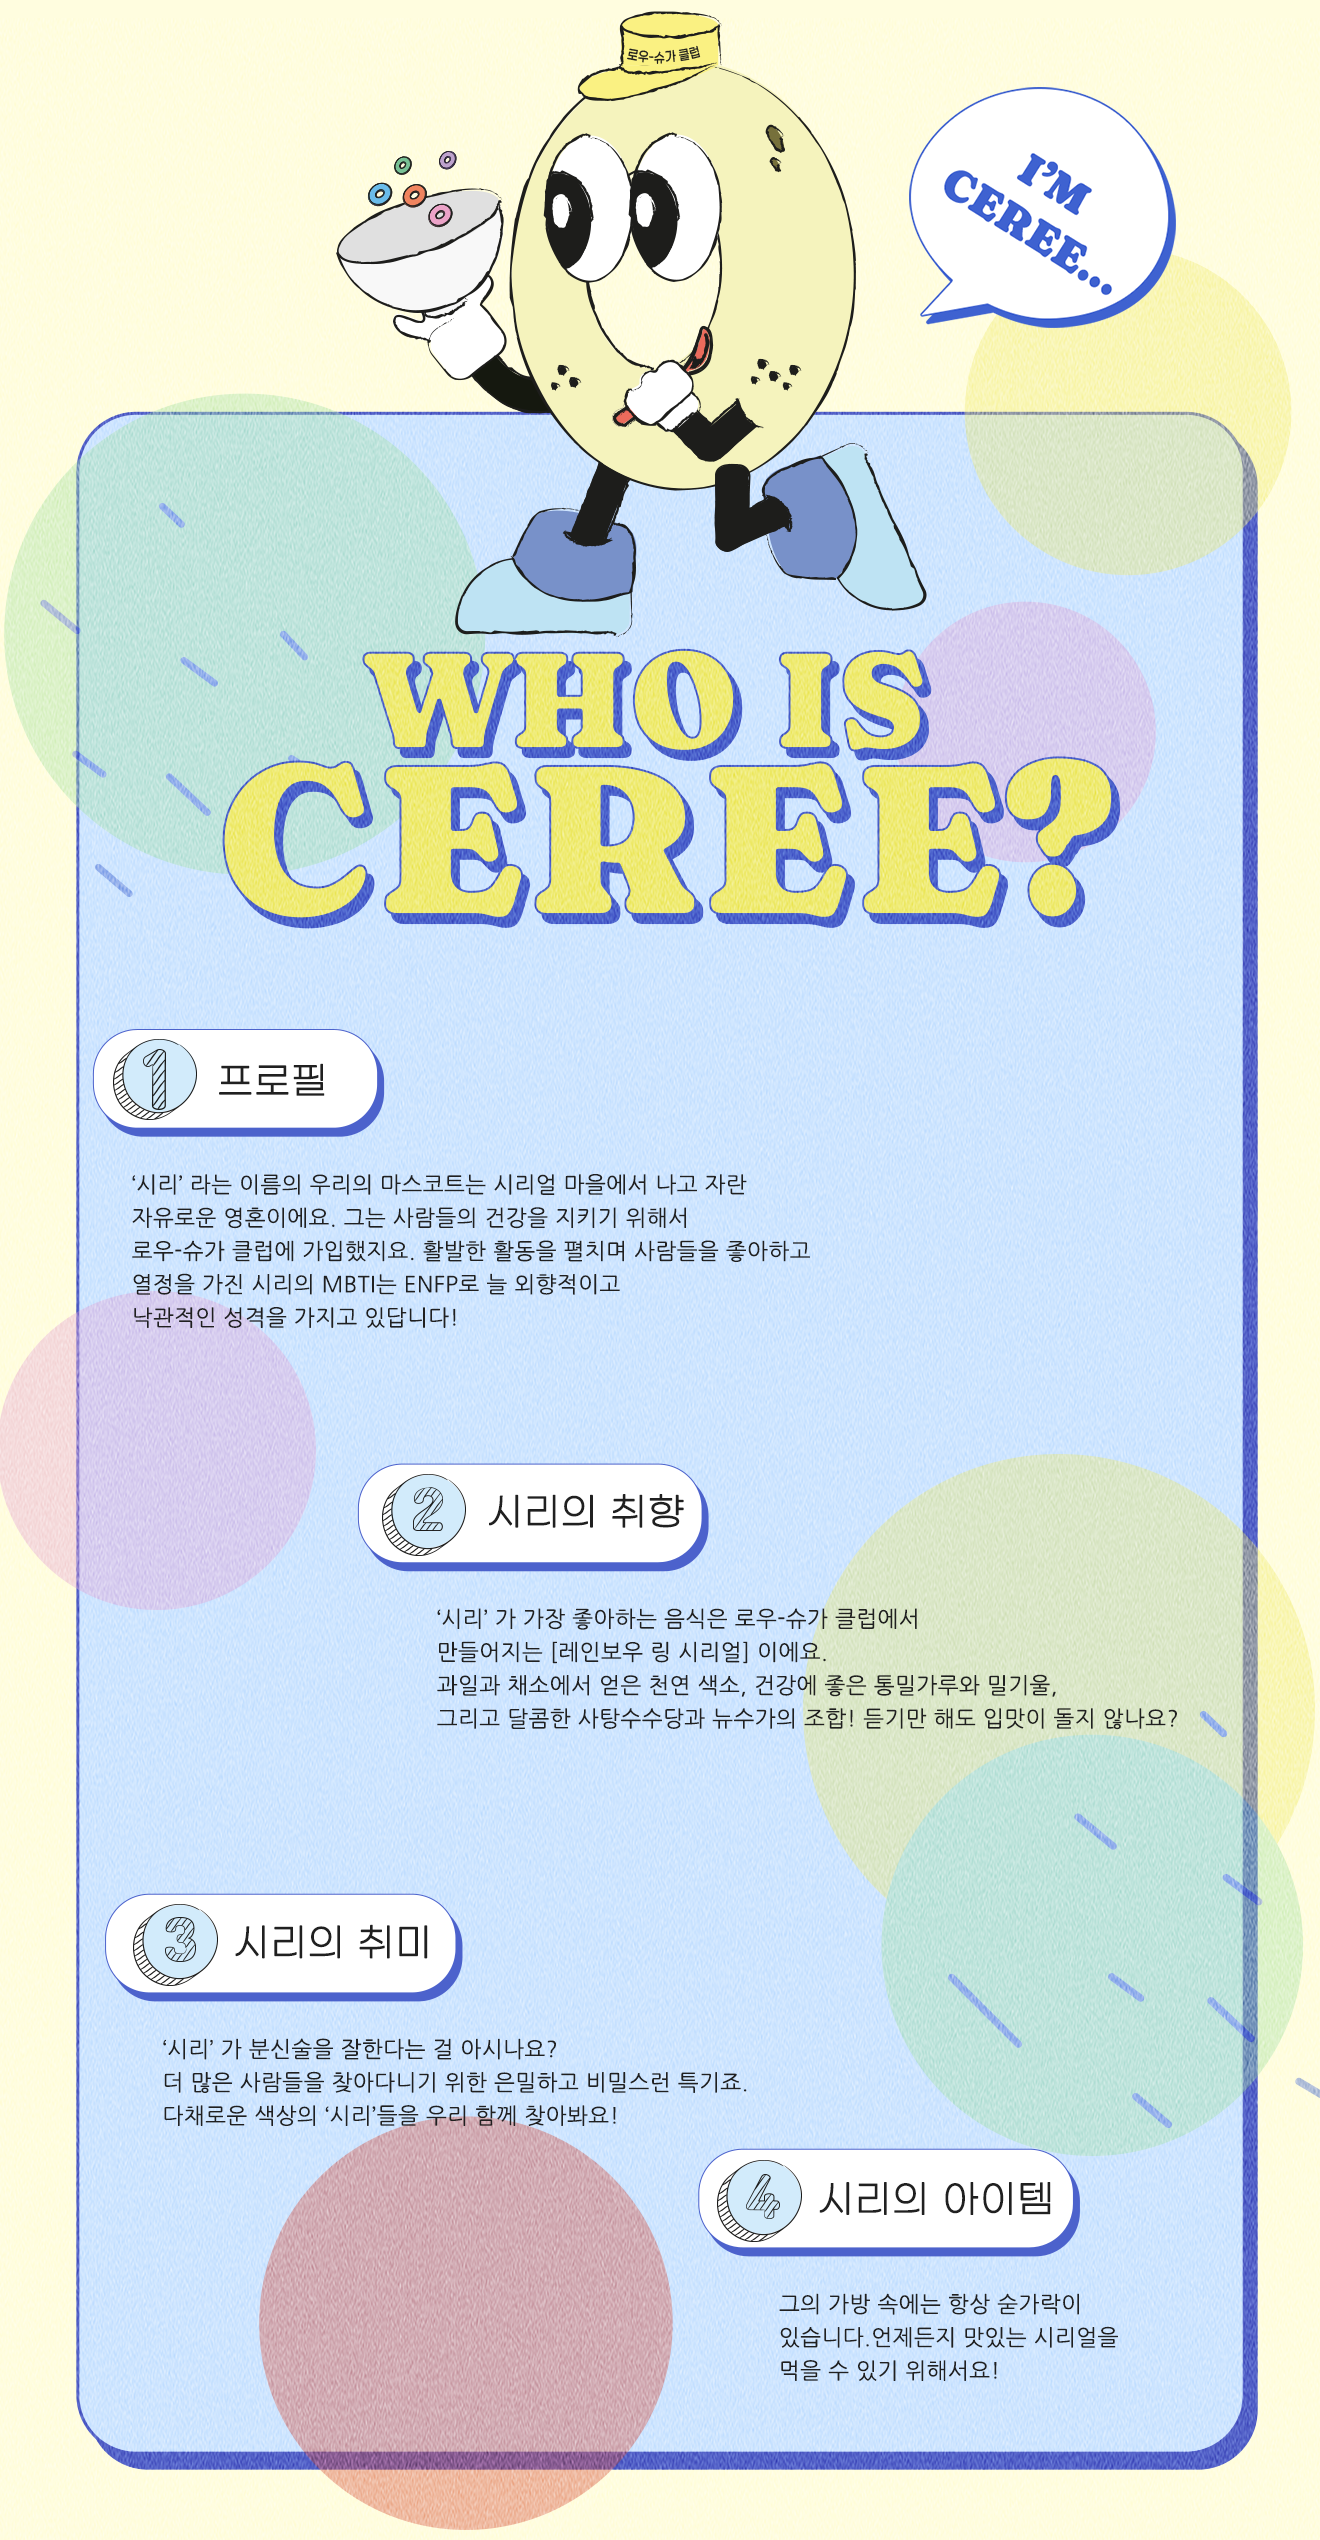 로우-슈가 클럽
I'M
CEREE...
WHO IS
CEREE?
1 프로필
‘시리’ 라는 이름의 우리의 마스코트는 시리얼 마을에서 나고 자란
자유로운 영혼이에요. 그는 사람들의 건강을 지키기 위해서
로우-슈가 클럽에 가입했지요. 활발한 활동을 펼치며 사람들을 좋아하고
열정을 가진 시리의 MBTI는 ENFP로 늘 외향적이고
낙관적인 성격을 가지고 있답니다!
2 시리의 취향
‘시리’ 가 가장 좋아하는 음식은 로우-슈가 클럽에서
만들어지는 [레인보우 링 시리얼] 이에요.
과일과 채소에서 얻은 천연 색소, 건강에 좋은 통밀가루와 밀기울,
그리고 달콤한 사탕수수당과 뉴수가의 조합! 듣기만 해도 입맛이 돌지 않나요?
3 시리의 취미
‘시리’ 가 분신술을 잘한다는 걸 아시나요?
더 많은 사람들을 찾아다니기 위한 은밀하고 비밀스런 특기죠.
다채로운 색상의 ‘시리’들을 우리 함께 찾아봐요!
4 시리의 아이템
그의 가방 속에는 항상 숟가락이
있습니다.언제든지 맛있는 시리얼을
먹을 수 있기 위해서요!